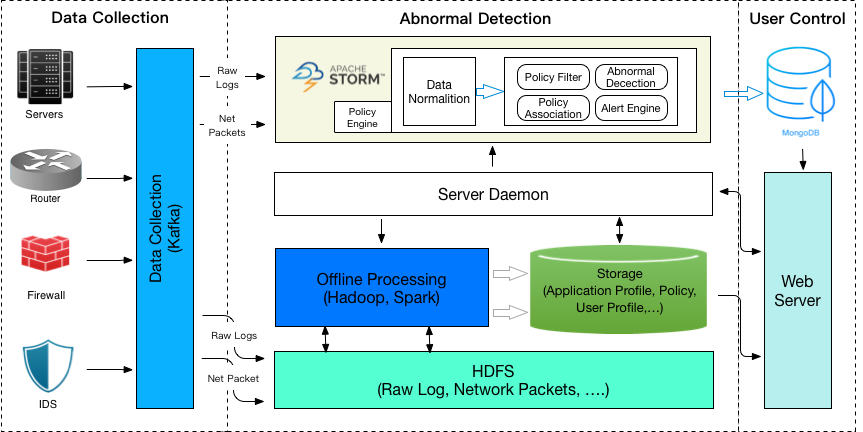 Data Collection
Abnormal Detection
User Control
Servers
Router
Firewall
IDS
Data Collection
(Kafka)
Raw
Logs
Net
Packets
Raw Logs
Net Packet
APACHE
STORM™
Policy
Engine
Data
Normalition
Policy Filter
Abnormal
Decection
Policy
Association
Alert Engine
MongoDB
Server Daemon
Offline Processing
(Hadoop, Spark)
Storage
(Application Profile, Policy,
User Profile,…)
HDFS
(Raw Log, Network Packets, ….)
Web
Server